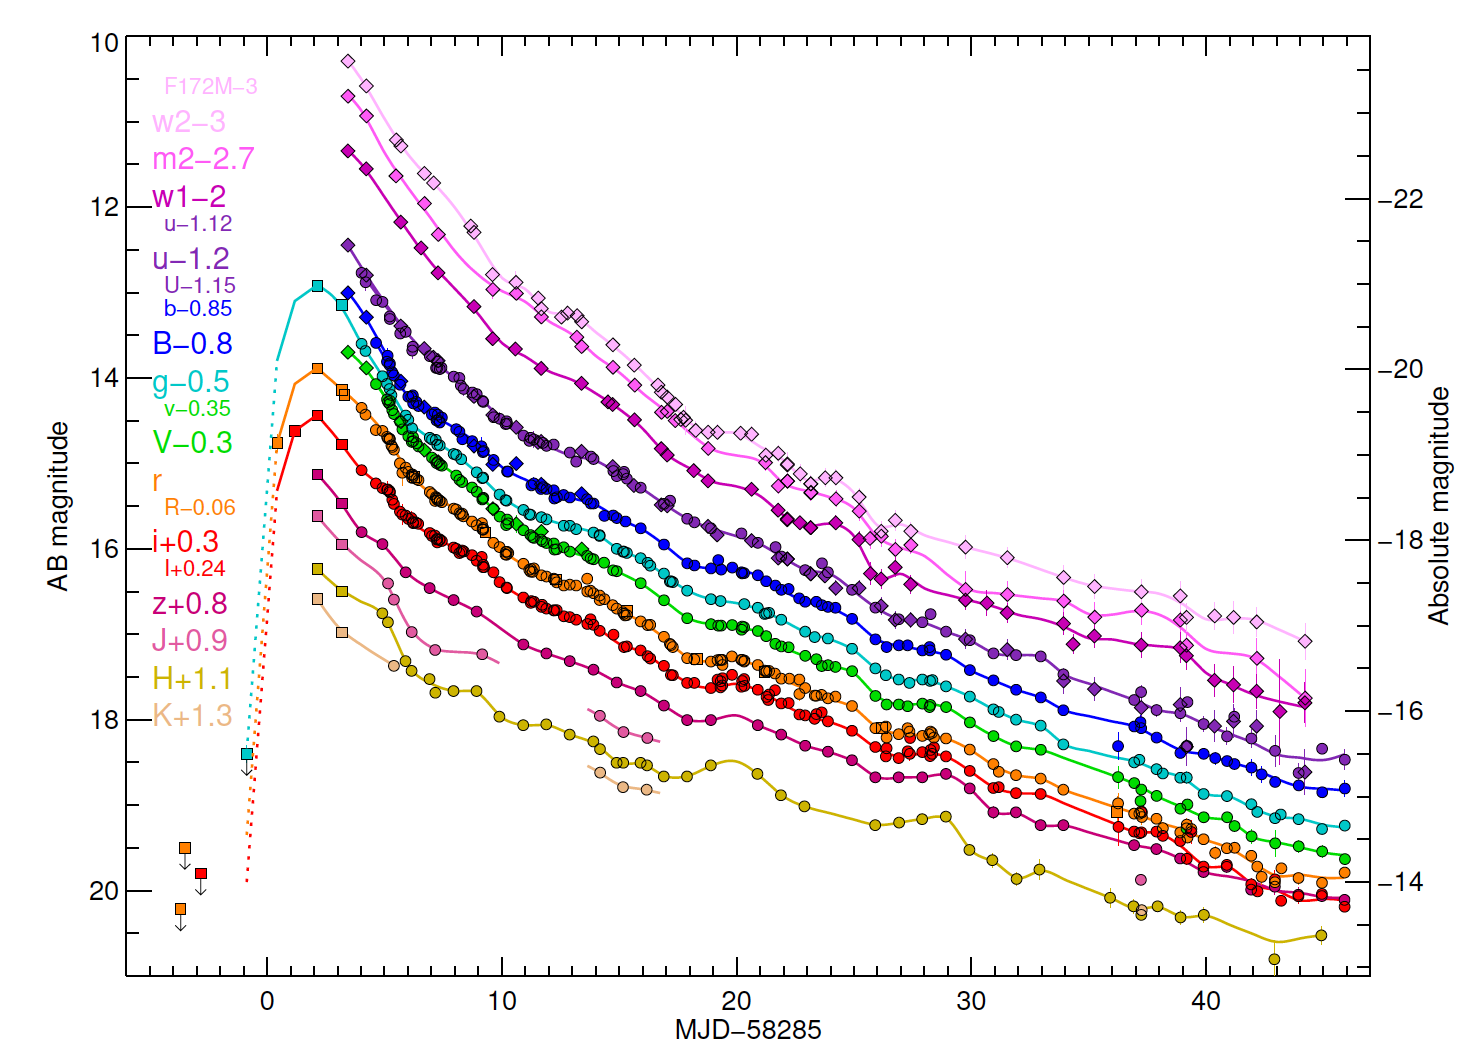 10
12
14
16
18
20
AB magnitude
F172M−3
w2−3
m2−2.7
w1−2
u−1.12
u−1.2
U−1.15
b−0.85
B−0.8
g−0.5
v−0.35
V−0.3
r
R−0.06
i+0.3
I+0.24
z+0.8
J+0.9
H+1.1
K+1.3
−22
−20
−18
−16
−14
Absolute magnitude
0 10 20 30 40
MJD−58285